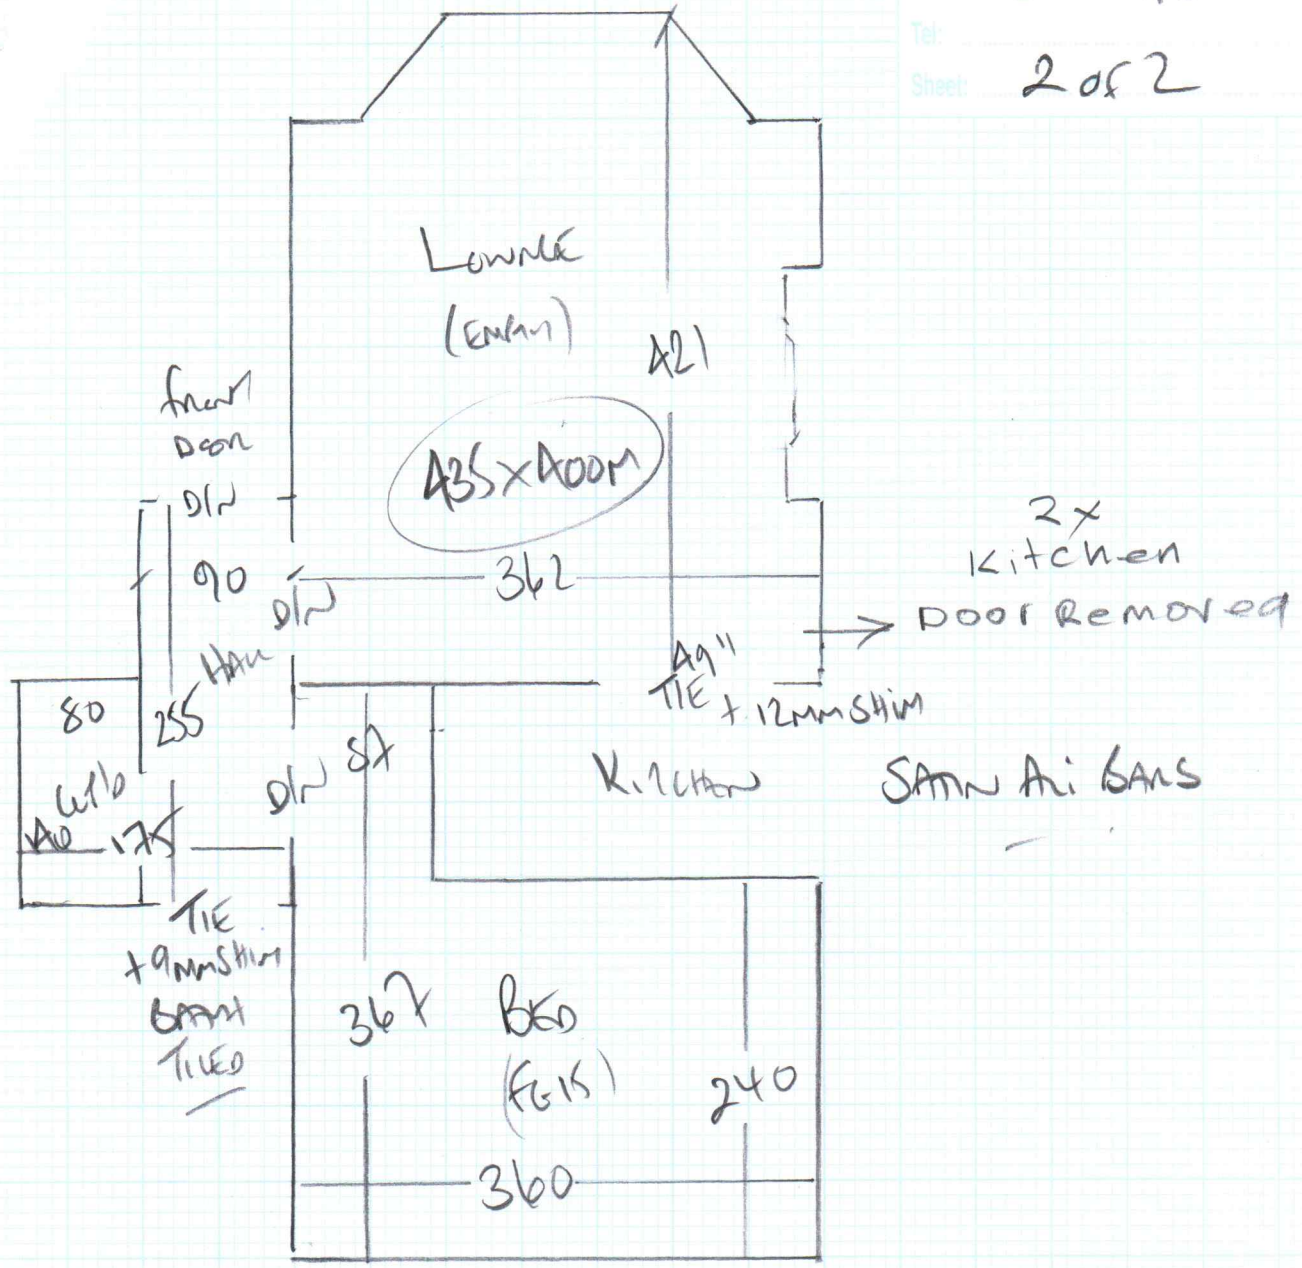 Tel:
Sheet: 2 of 2
LOUNGE
421
front
DOOR
435 x 400M
D/N
2x
Kitchen
Door Removed
90
362
D/N
HALL
49"
TIE + 12MM SHIM
80
255
87
D/N
KITCHEN
SATIN ALI BARS
40
175
TIE
+9MM SHIM
BATH
TILED
367
BED
240
360